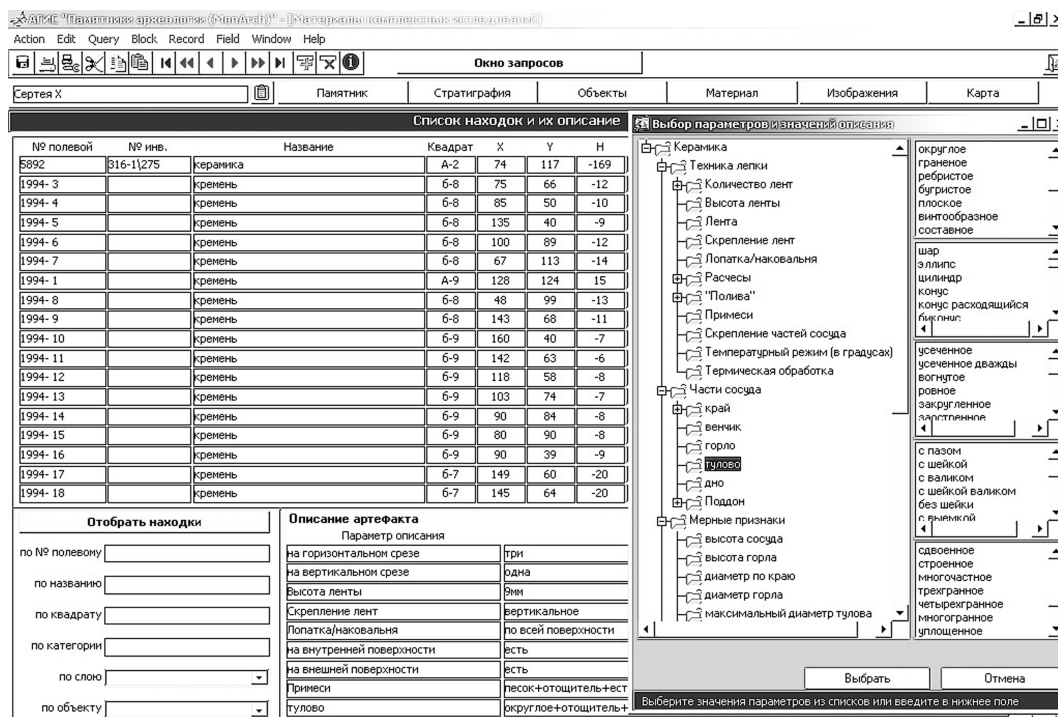 АГИС "Памятники археологии (MonArch)" - [Материалы комплексных исследований]
Action Edit Query Block Record Field Window Help
Окно запросов
Сертея X
Памятник Стратиграфия Объекты Материал Изображения Карта
Список находок и их описание
№ полевой № инв. Название Квадрат X Y H
5892 316-1\275 керамика А-2 74 117 -169
1994- 3 кремень б-8 75 66 -12
1994- 4 кремень б-8 85 50 -10
1994- 5 кремень б-8 135 40 -9
1994- 6 кремень б-8 100 89 -12
1994- 7 кремень б-8 67 113 -14
1994- 1 кремень А-9 128 124 15
1994- 8 кремень б-8 48 99 -13
1994- 9 кремень б-8 143 68 -11
1994- 10 кремень б-9 160 40 -7
1994- 11 кремень б-9 142 63 -6
1994- 12 кремень б-9 118 58 -8
1994- 13 кремень б-9 103 74 -7
1994- 14 кремень б-9 90 84 -8
1994- 15 кремень б-9 80 90 -8
1994- 16 кремень б-9 90 39 -9
1994- 17 кремень б-7 149 60 -20
1994- 18 кремень б-7 145 64 -20
Отобрать находки
по № полевому
по названию
по квадрату
по категории
по слою
по объекту
Описание артефакта
Параметр описания
на горизонтальном срезе три
на вертикальном срезе одна
Высота ленты 9мм
Скрепление лент вертикальное
Лопатка/наковальня по всей поверхности
на внутренней поверхности есть
на внешней поверхности есть
Примеси песок+отощитель+ест
тулово округлое+отощитель+
Выбор параметров и значений описания
Керамика
Техника лепки
Количество лент
Высота ленты
Лента
Скрепление лент
Лопатка/наковальня
Расчесы
"Полива"
Примеси
Скрепление частей сосуда
Температурный режим (в градусах)
Термическая обработка
Части сосуда
край
венчик
горло
тулово
дно
Поддон
Мерные признаки
высота сосуда
высота горла
диаметр по краю
диаметр горла
максимальный диаметр тулова
округлое
граненое
ребристое
бугристое
плоское
винтообразное
составное
шар
эллипс
цилиндр
конус
конус расходящийся
биконус
усеченное
усеченное дважды
вогнутое
ровное
закругленное
заостренное
с пазом
с шейкой
с валиком
с шейкой валиком
без шейки
с выемкой
сдвоенное
строенное
многочастное
трехгранное
четырехгранное
многогранное
уплощенное
Выбрать Отмена
Выберите значения параметров из списков или введите в нижнее поле